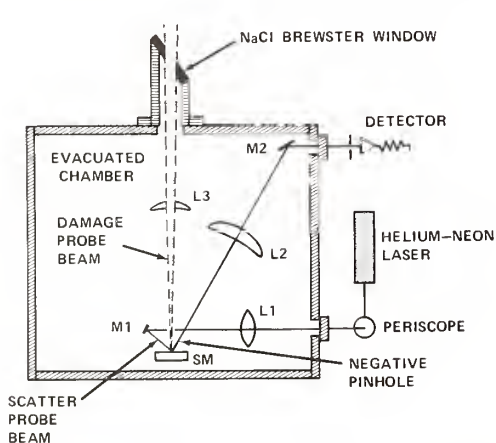 NaCl BREWSTER WINDOW
DETECTOR
M2
EVACUATED
CHAMBER
L3
DAMAGE
PROBE
BEAM
L2
HELIUM–NEON
LASER
L1
M1
PERISCOPE
SM
NEGATIVE
PINHOLE
SCATTER
PROBE
BEAM